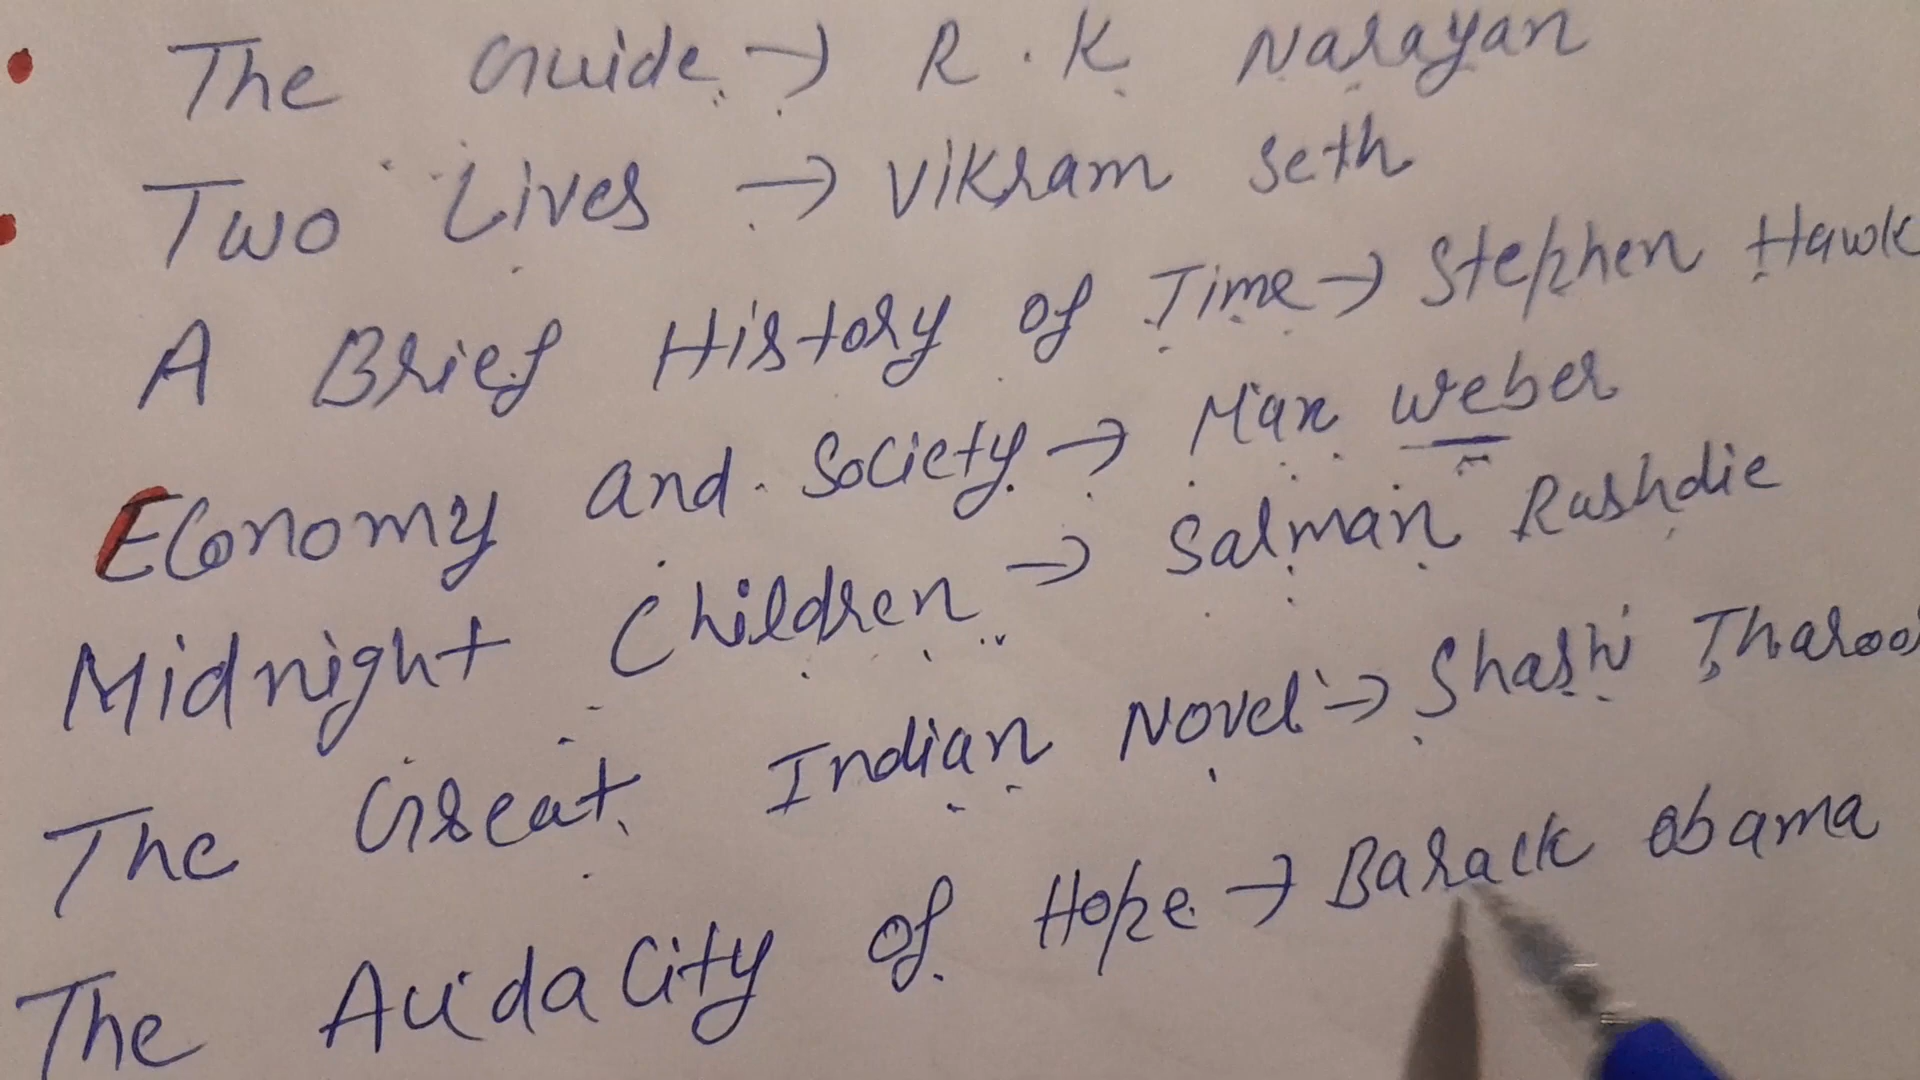 The Guide → R. K Narayan
Two Lives → Vikram Seth
A Brief History of Time → Stephen Hawk
Economy and Society → Max Weber
Midnight Children → Salman Rushdie
The Great Indian Novel → Shashi Tharoor
The Audacity of Hope → Barack Obama